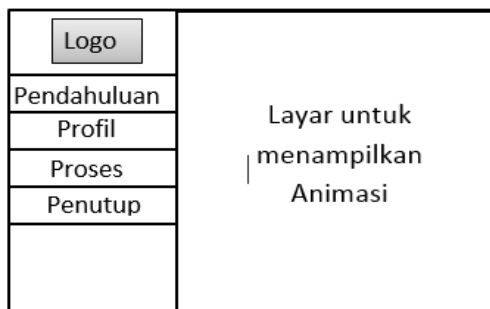 Logo
Pendahuluan
Profil
Proses
Penutup
Layar untuk
menampilkan
Animasi